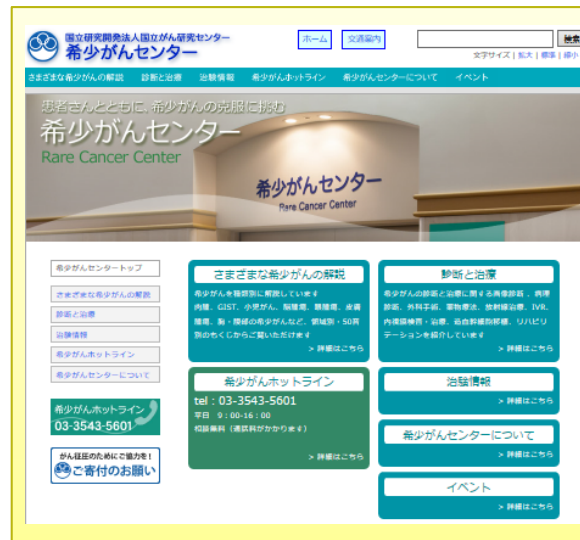 国立研究開発法人国立がん研究センター
希少がんセンター
ホーム
交通案内
検索
文字サイズ | 拡大 | 標準 | 縮小
さまざまな希少がんの解説 診断と治療 治験情報 希少がんホットライン 希少がんセンターについて イベント
患者さんとともに、希少がんの克服に挑む
希少がんセンター
Rare Cancer Center
希少がんセンター
Rare Cancer Center
希少がんセンタートップ
さまざまな希少がんの解説
診断と治療
治験情報
希少がんホットライン
希少がんセンターについて
希少がんホットライン
03-3543-5601
がん征圧のためにご協力を!
ご寄付のお願い
さまざまな希少がんの解説
希少がんを種類別に解説しています
肉腫、GIST、小児がん、脳腫瘍、眼腫瘍、皮膚
腫瘍、胸・腹部の希少がんなど、領域別・50音
別のもくじからご覧いただけます
> 詳細はこちら
診断と治療
希少がんの診断と治療に関する画像診断、病理
診断、外科手術、薬物療法、放射線治療、IVR、
内視鏡検査・治療、造血幹細胞移植、リハビリ
テーションを紹介しています
> 詳細はこちら
希少がんホットライン
tel:03-3543-5601
平日 9:00-16:00
相談無料(通話料がかかります)
> 詳細はこちら
治験情報
> 詳細はこちら
希少がんセンターについて
> 詳細はこちら
イベント
> 詳細はこちら